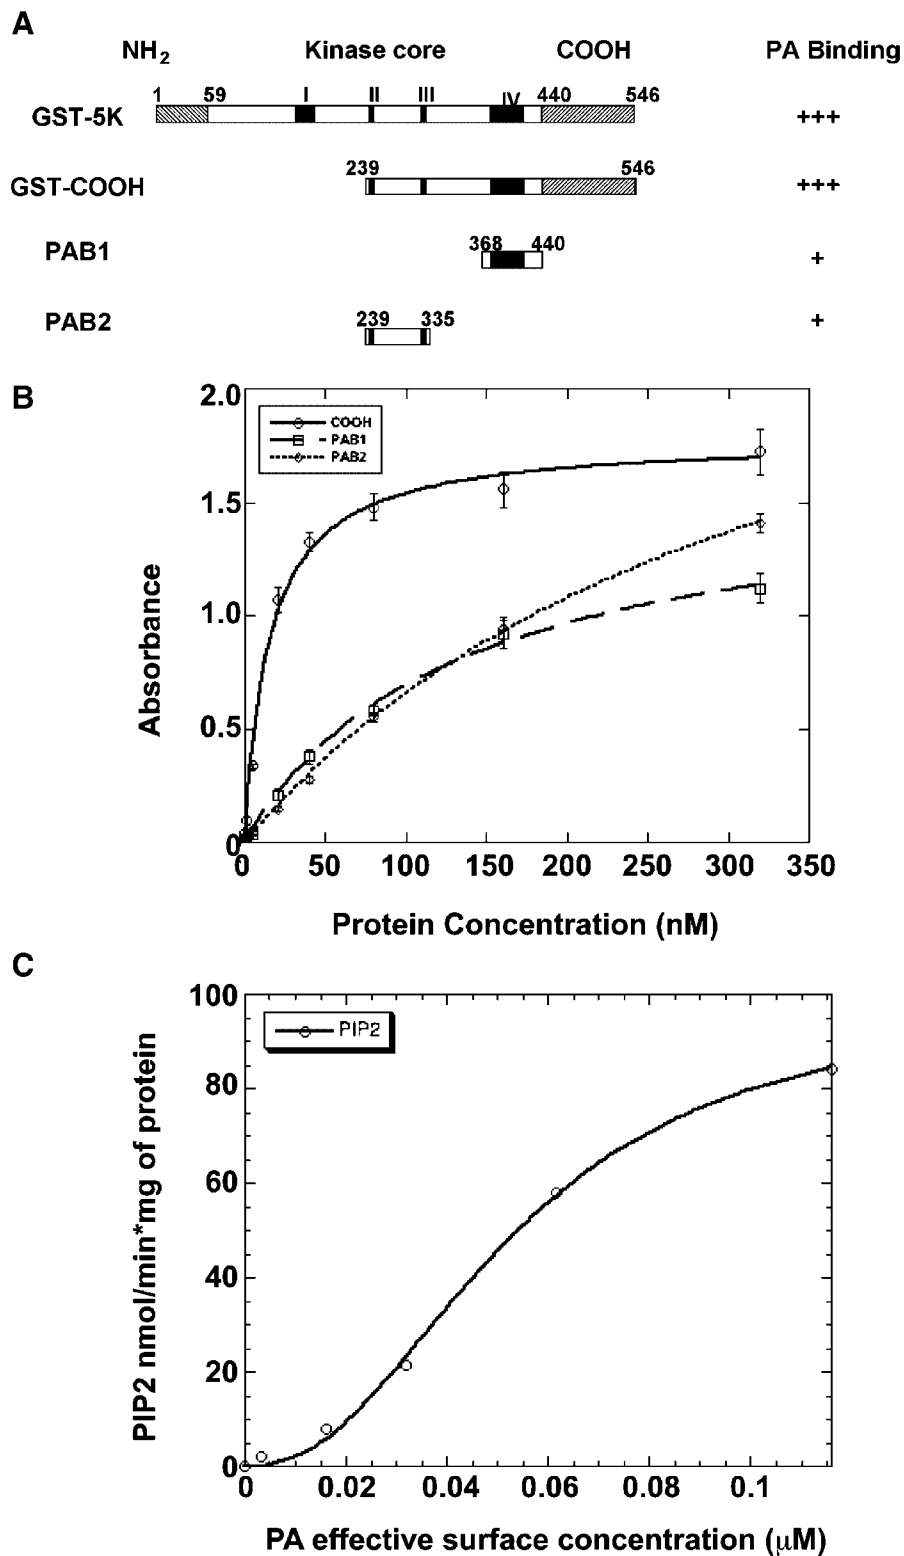 A
NH2 Kinase core COOH PA Binding
1 59 I II III IV 440 546
GST-5K +++
239 546
GST-COOH +++
368 440
PAB1 +
239 335
PAB2 +
B
2.0
1.5
1.0
0.5
0
COOH
PAB1
PAB2
Absorbance
0 50 100 150 200 250 300 350
Protein Concentration (nM)
C
100
80
60
40
20
0
PIP2
PIP2 nmol/min*mg of protein
0 0.02 0.04 0.06 0.08 0.1
PA effective surface concentration (μM)